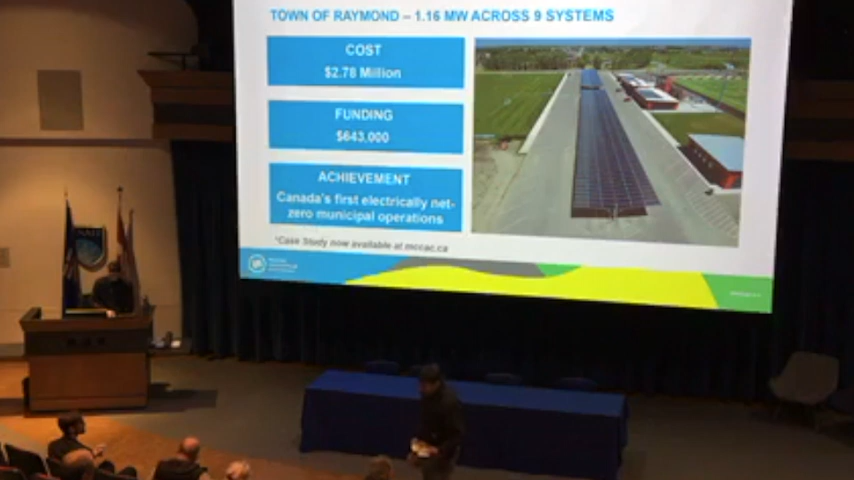 TOWN OF RAYMOND – 1.16 MW ACROSS 9 SYSTEMS
COST
$2.78 Million
FUNDING
$643,000
ACHIEVEMENT
Canada's first electrically net-
zero municipal operations
*Case Study now available at mccac.ca
NAIT